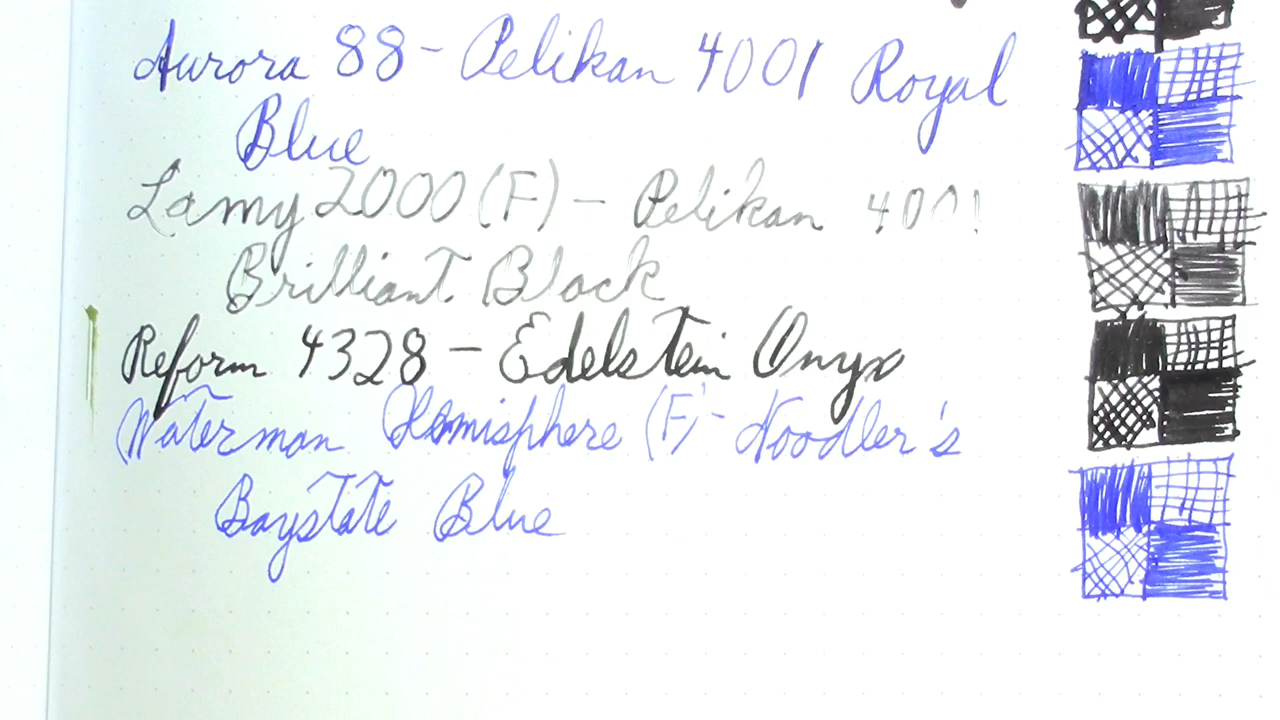 Aurora 88 - Pelikan 4001 Royal
Blue
Lamy 2000 (F) - Pelikan 4001
Brilliant Black
Reform 4328 - Edelstein Onyx
Waterman Hemisphere (F) - Noodler's
Baystate Blue